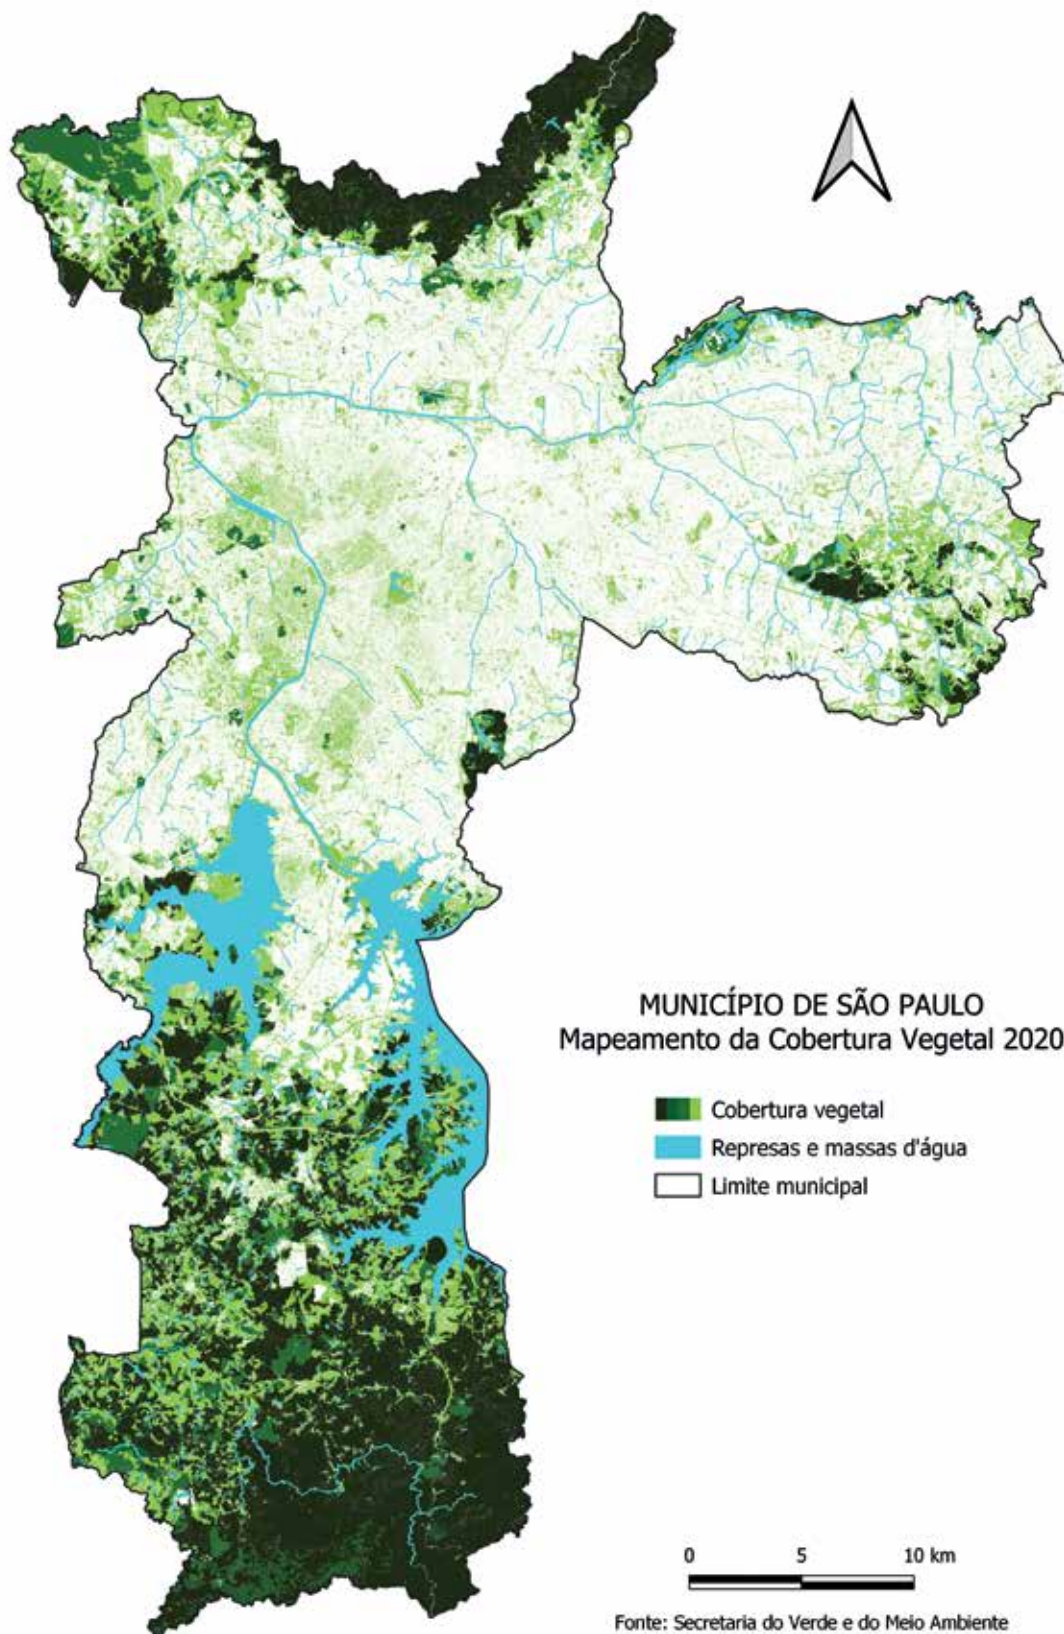 MUNICÍPIO DE SÃO PAULO
Mapeamento da Cobertura Vegetal 2020
Cobertura vegetal
Represas e massas d'água
Limite municipal
0 5 10 km
Fonte: Secretaria do Verde e do Meio Ambiente